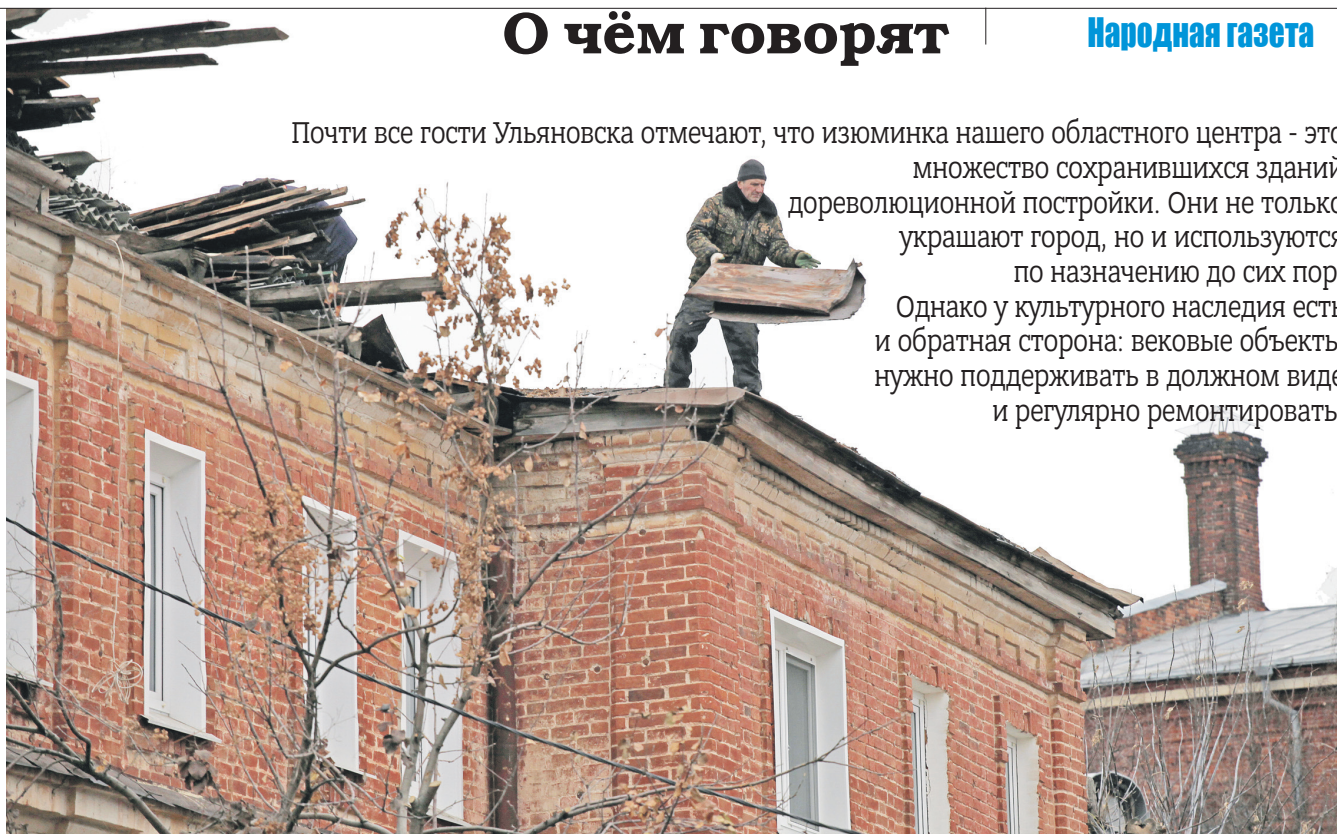 О чём говорят
Народная газета
Почти все гости Ульяновска отмечают, что изюминка нашего областного центра - это
множество сохранившихся зданий
дореволюционной постройки. Они не только
украшают город, но и используются
по назначению до сих пор
Однако у культурного наследия есть
и обратная сторона: вековые объекты
нужно поддерживать в должном виде
и регулярно ремонтировать